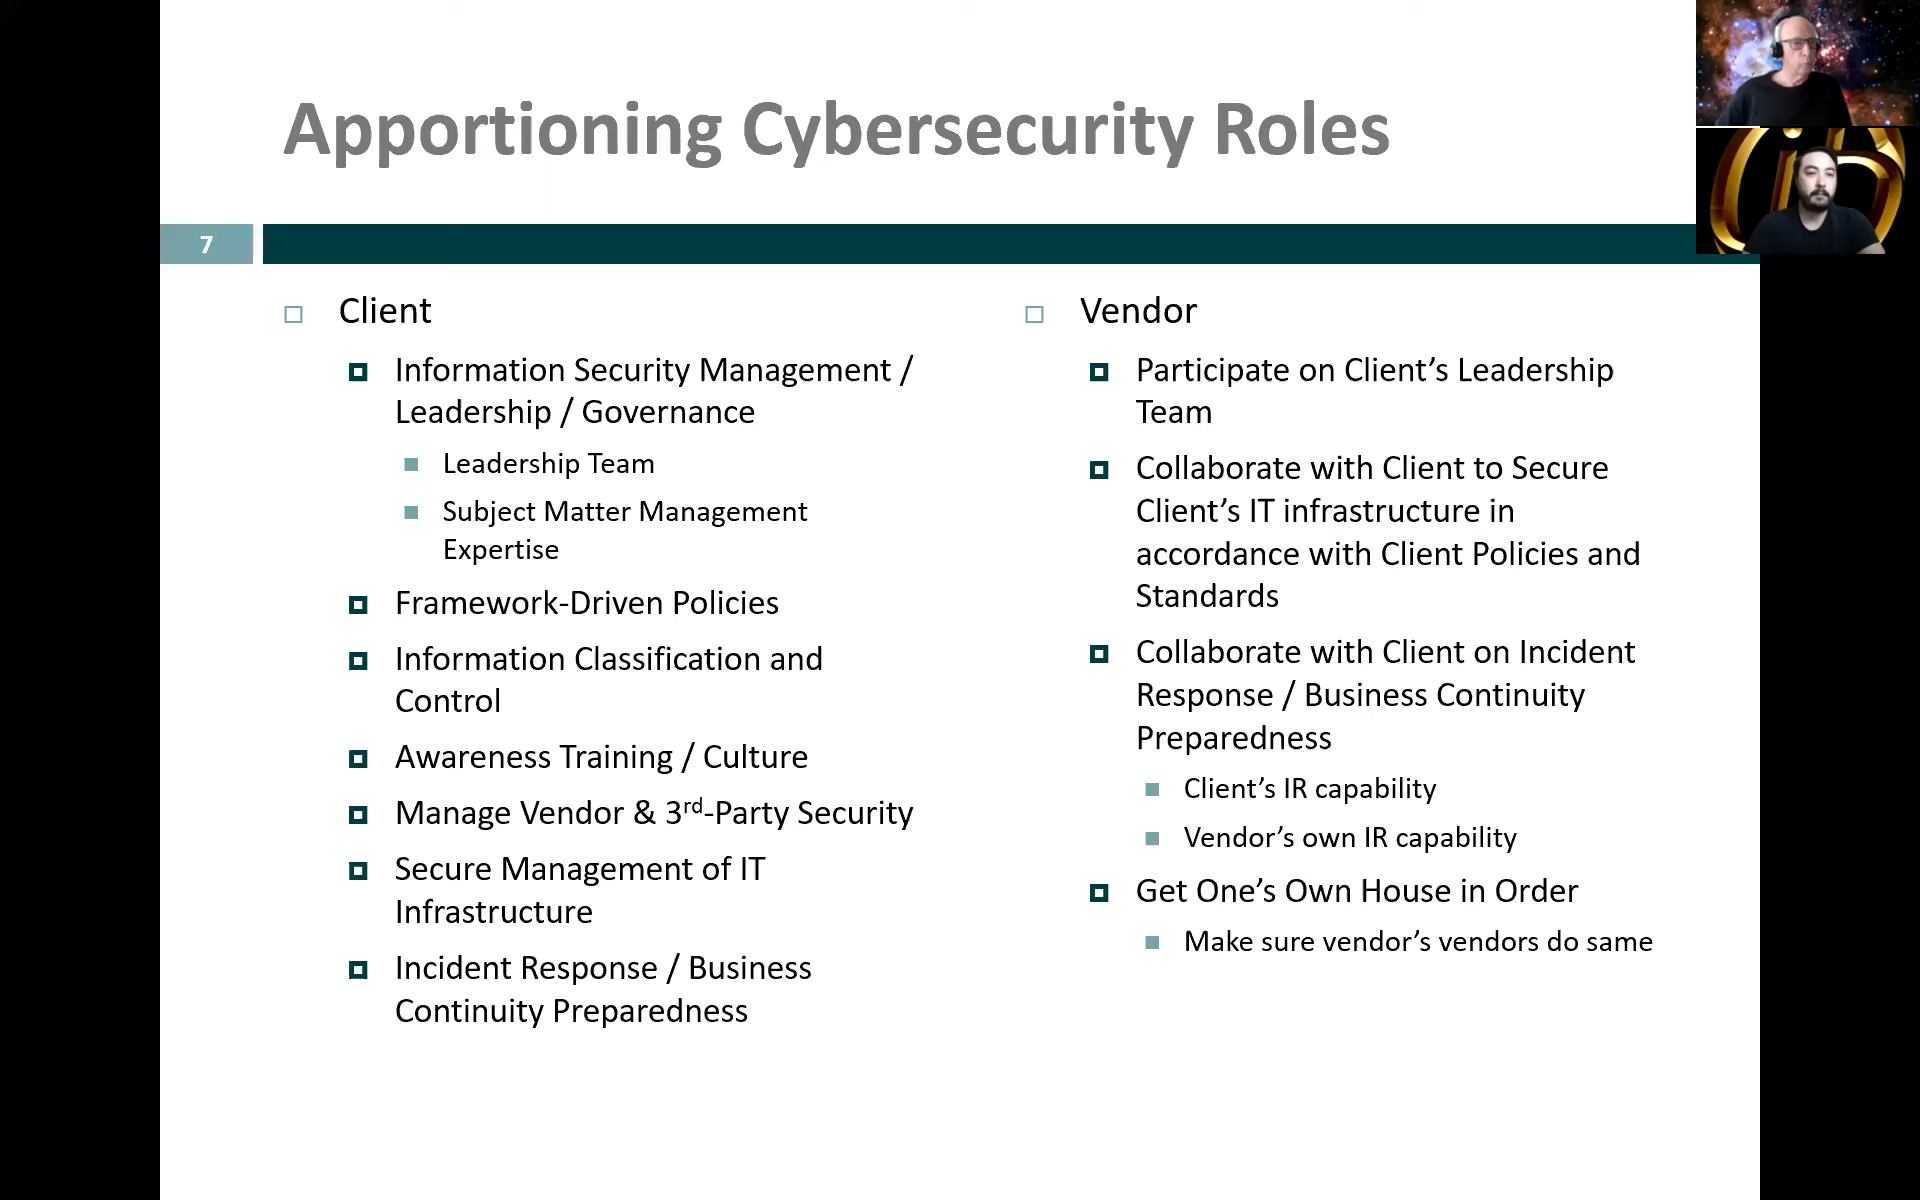 Apportioning Cybersecurity Roles
7
Client
Information Security Management /
Leadership / Governance
Leadership Team
Subject Matter Management
Expertise
Framework-Driven Policies
Information Classification and
Control
Awareness Training / Culture
Manage Vendor & 3rd-Party Security
Secure Management of IT
Infrastructure
Incident Response / Business
Continuity Preparedness
Vendor
Participate on Client’s Leadership
Team
Collaborate with Client to Secure
Client’s IT infrastructure in
accordance with Client Policies and
Standards
Collaborate with Client on Incident
Response / Business Continuity
Preparedness
Client’s IR capability
Vendor’s own IR capability
Get One’s Own House in Order
Make sure vendor’s vendors do same